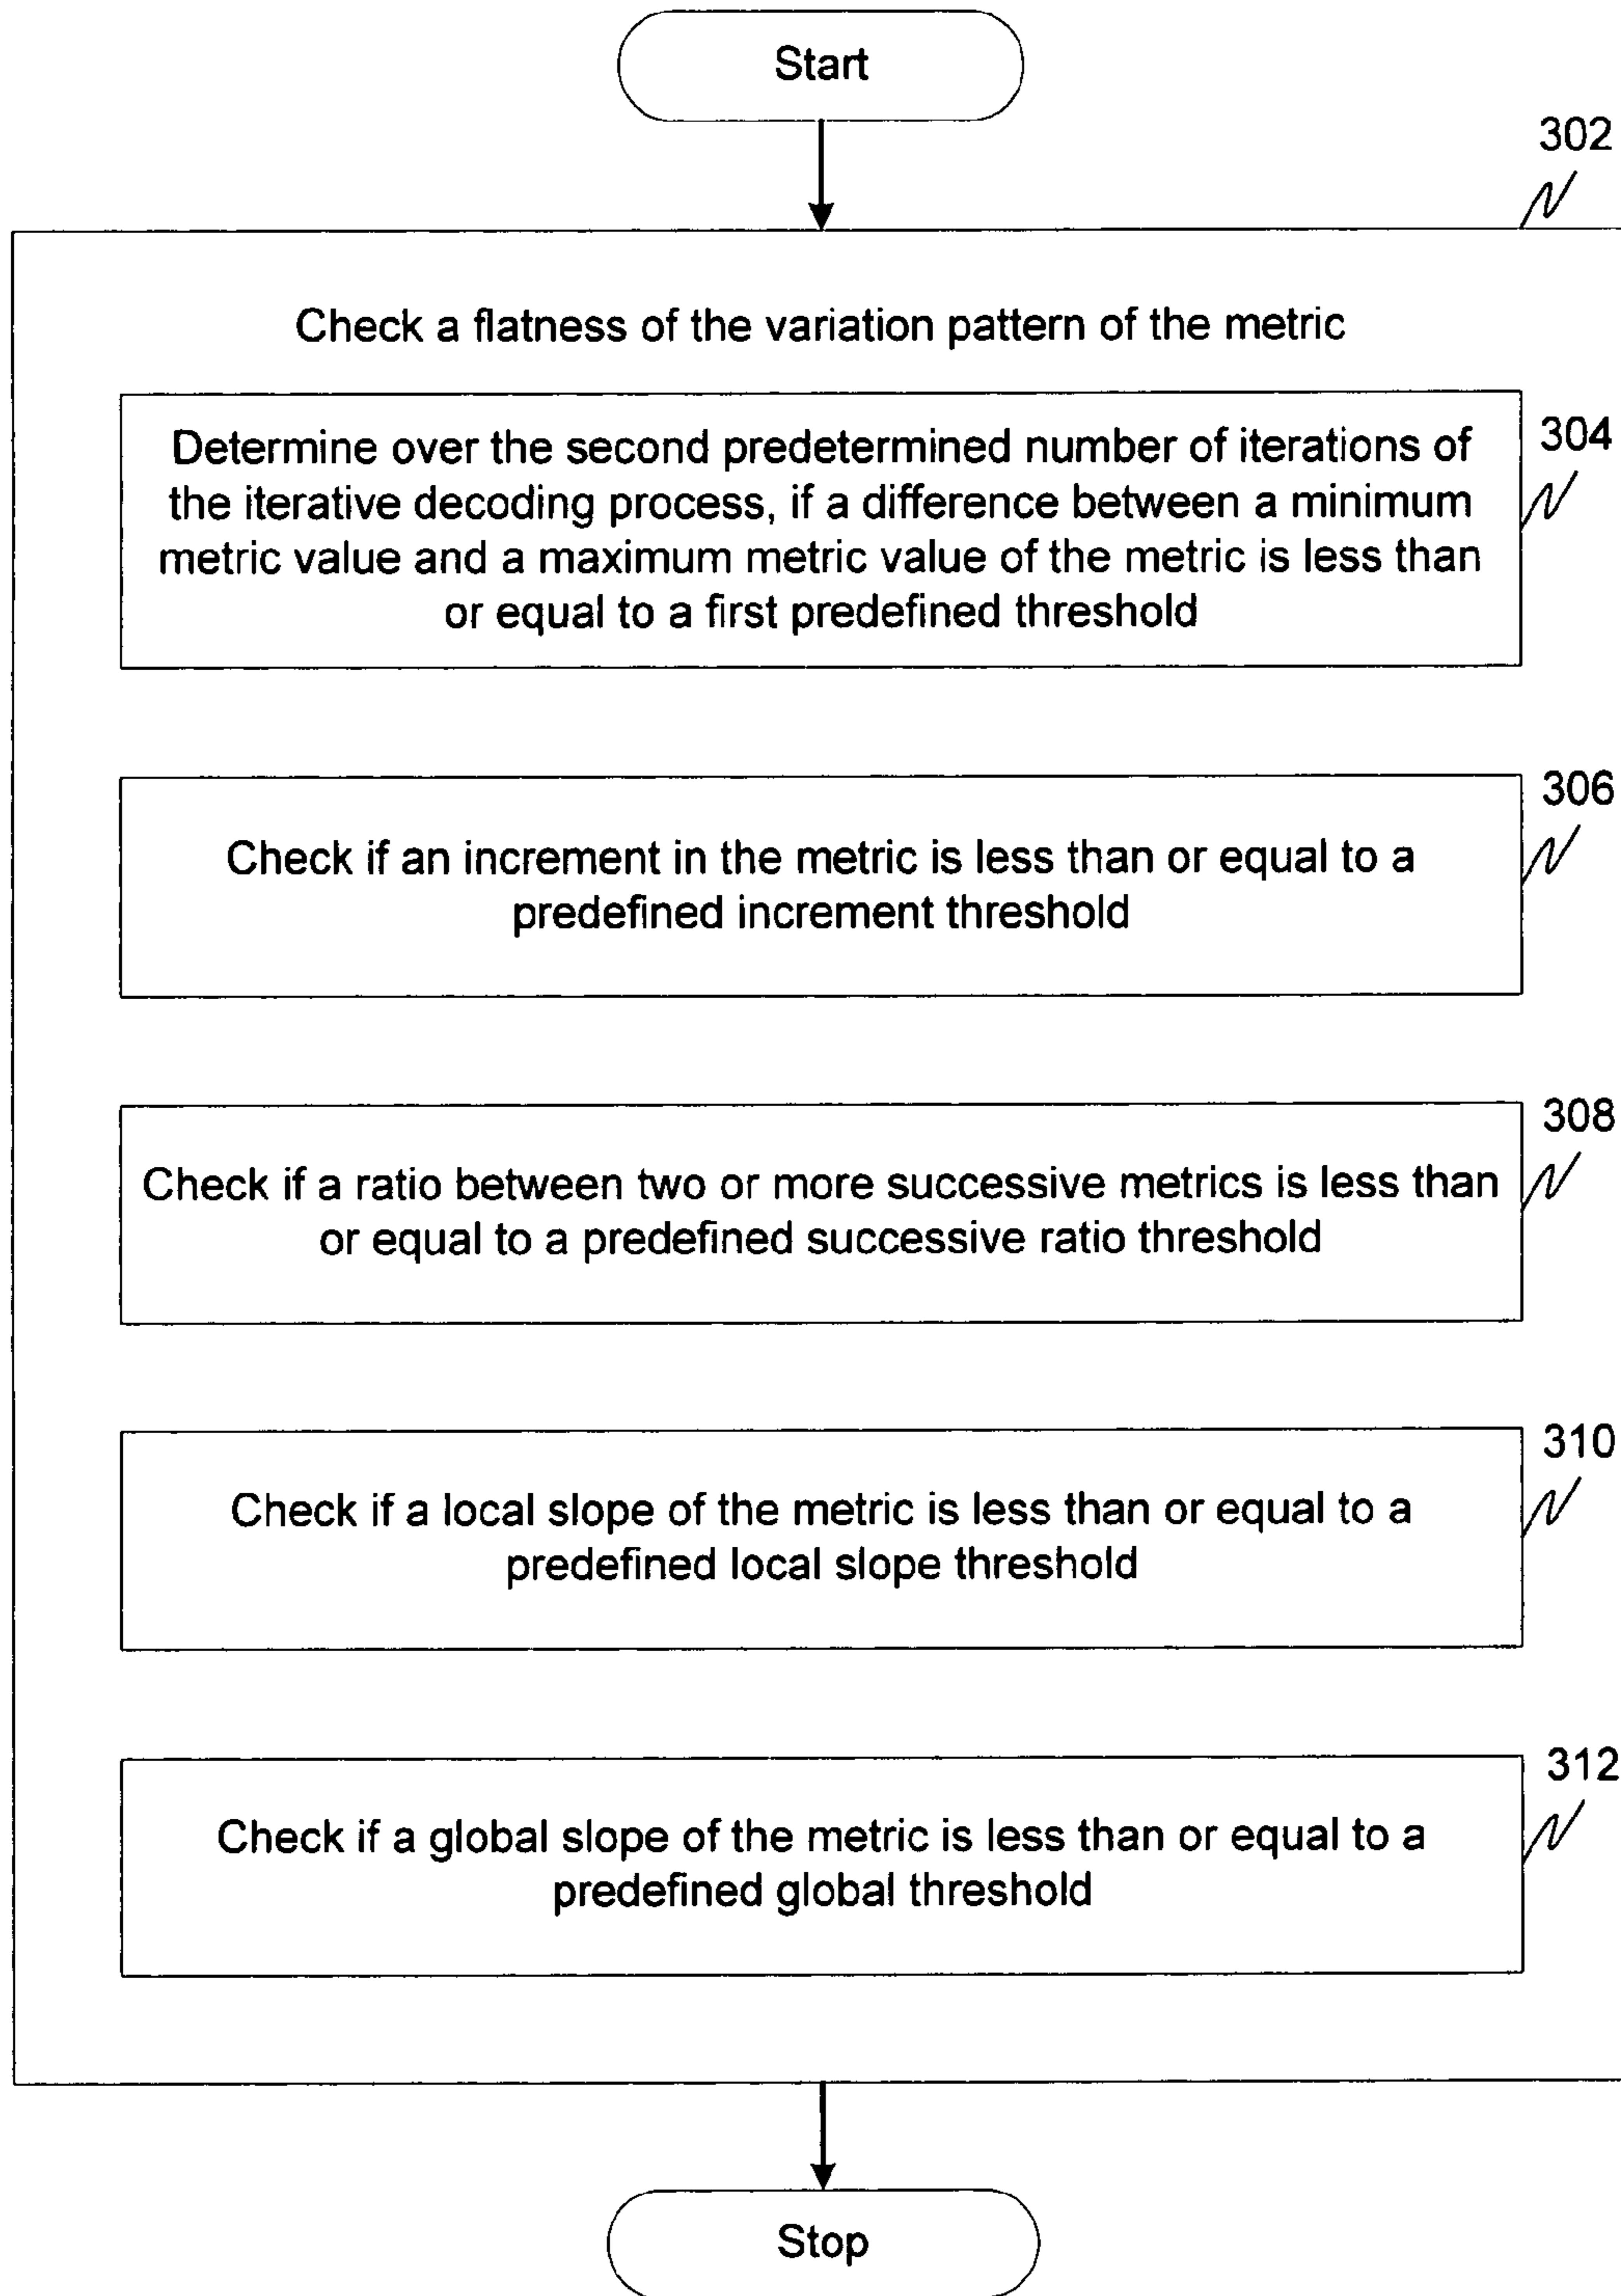 Start
302
Check a flatness of the variation pattern of the metric
Determine over the second predetermined number of iterations of
the iterative decoding process, if a difference between a minimum
metric value and a maximum metric value of the metric is less than
or equal to a first predefined threshold
304
306
Check if an increment in the metric is less than or equal to a
predefined increment threshold
308
Check if a ratio between two or more successive metrics is less than
or equal to a predefined successive ratio threshold
310
Check if a local slope of the metric is less than or equal to a
predefined local slope threshold
312
Check if a global slope of the metric is less than or equal to a
predefined global threshold
Stop